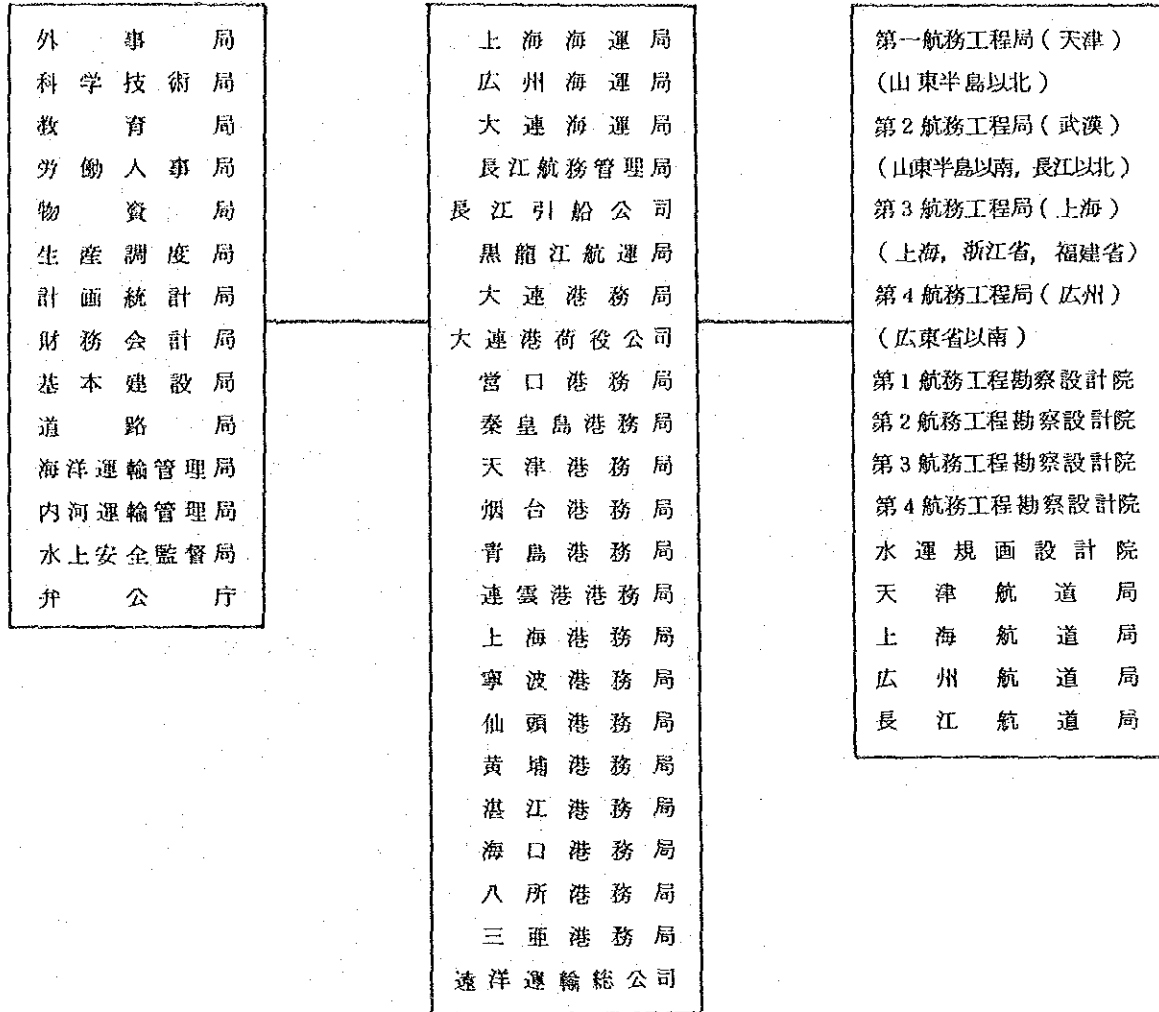 外事局
科学技術局
教育局
労働人事局
物資局
生産調度局
計画統計局
財務会計局
基本建設局
道路局
海洋運輸管理局
内河運輸管理局
水上安全監督局
弁公庁
上海海運局
広州海運局
大連海運局
長江航務管理局
長江引船公司
黒龍江航運局
大連港務局
大連港荷役公司
営口港務局
秦皇島港務局
天津港務局
烟台港務局
青島港務局
連雲港港務局
上海港務局
寧波港務局
仙頭港務局
黄埔港務局
湛江港務局
海口港務局
八所港務局
三亜港務局
遠洋運輸総公司
第一航務工程局(天津)
(山東半島以北)
第2航務工程局(武漢)
(山東半島以南,長江以北)
第3航務工程局(上海)
(上海,浙江省,福建省)
第4航務工程局(広州)
(広東省以南)
第1航務工程勘察設計院
第2航務工程勘察設計院
第3航務工程勘察設計院
第4航務工程勘察設計院
水運規画設計院
天津航道局
上海航道局
広州航道局
長江航道局